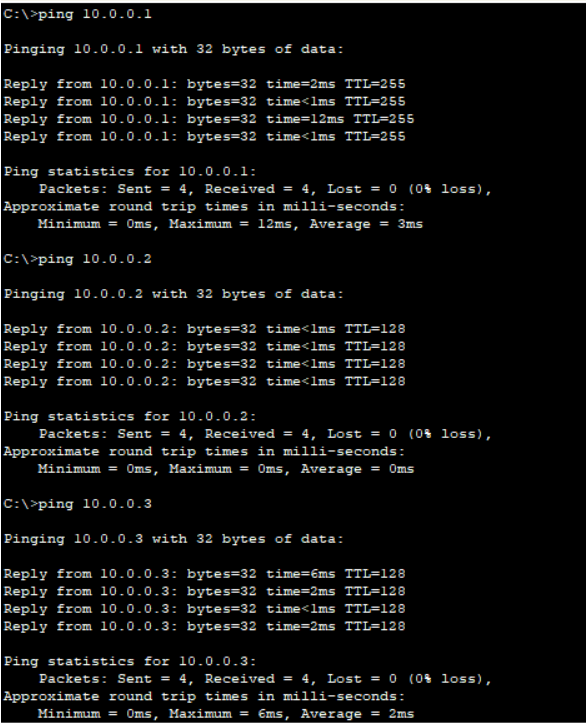 C:\>ping 10.0.0.1
Pinging 10.0.0.1 with 32 bytes of data:
Reply from 10.0.0.1: bytes=32 time=2ms TTL=255
Reply from 10.0.0.1: bytes=32 time<1ms TTL=255
Reply from 10.0.0.1: bytes=32 time=12ms TTL=255
Reply from 10.0.0.1: bytes=32 time<1ms TTL=255
Ping statistics for 10.0.0.1:
    Packets: Sent = 4, Received = 4, Lost = 0 (0% loss),
Approximate round trip times in milli-seconds:
    Minimum = 0ms, Maximum = 12ms, Average = 3ms
C:\>ping 10.0.0.2
Pinging 10.0.0.2 with 32 bytes of data:
Reply from 10.0.0.2: bytes=32 time<1ms TTL=128
Reply from 10.0.0.2: bytes=32 time<1ms TTL=128
Reply from 10.0.0.2: bytes=32 time<1ms TTL=128
Reply from 10.0.0.2: bytes=32 time<1ms TTL=128
Ping statistics for 10.0.0.2:
    Packets: Sent = 4, Received = 4, Lost = 0 (0% loss),
Approximate round trip times in milli-seconds:
    Minimum = 0ms, Maximum = 0ms, Average = 0ms
C:\>ping 10.0.0.3
Pinging 10.0.0.3 with 32 bytes of data:
Reply from 10.0.0.3: bytes=32 time=6ms TTL=128
Reply from 10.0.0.3: bytes=32 time=2ms TTL=128
Reply from 10.0.0.3: bytes=32 time<1ms TTL=128
Reply from 10.0.0.3: bytes=32 time=2ms TTL=128
Ping statistics for 10.0.0.3:
    Packets: Sent = 4, Received = 4, Lost = 0 (0% loss),
Approximate round trip times in milli-seconds:
    Minimum = 0ms, Maximum = 6ms, Average = 2ms